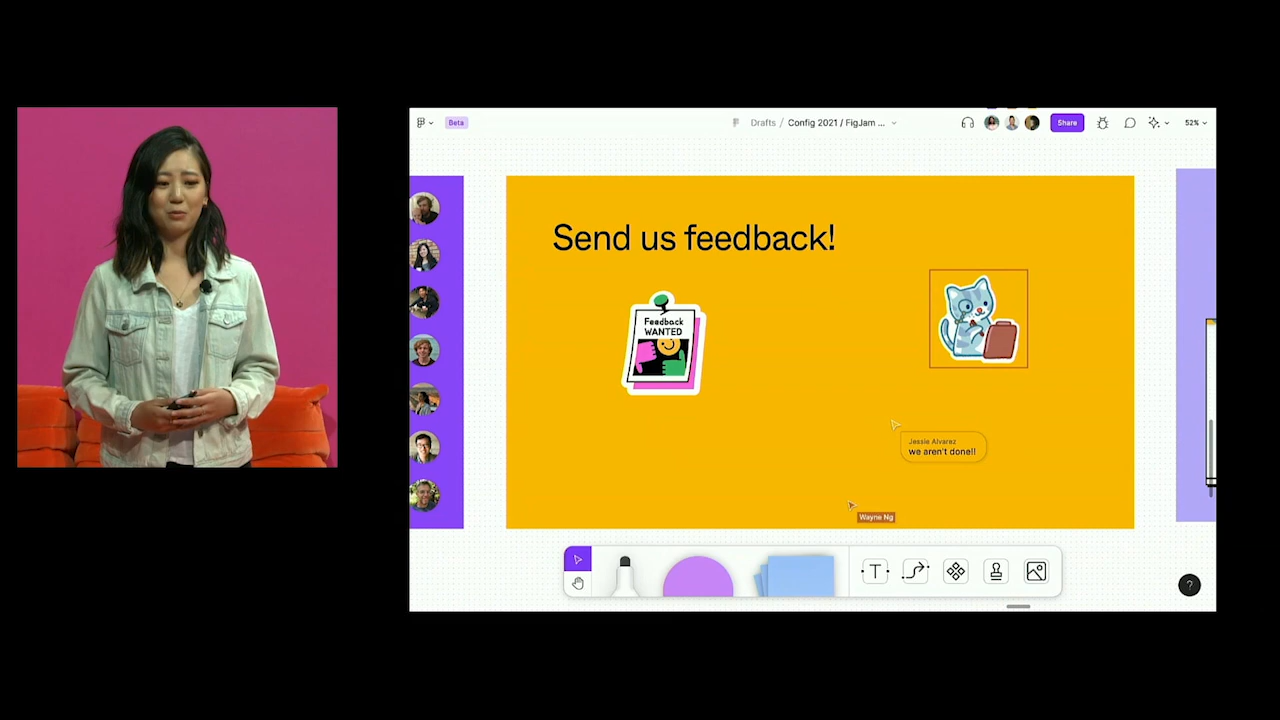 Beta
Drafts / Config 2021 / FigJam ...
Share
52%
Send us feedback!
Feedback
WANTED
Jessie Alvarez
we aren't done!!
Wayne Ng
T
?